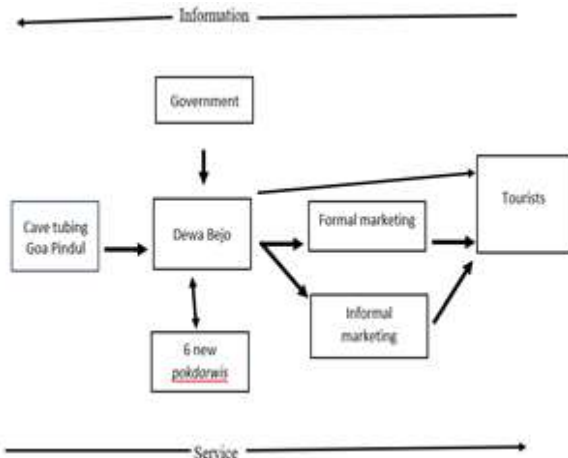 Information
Government
Cave tubing
Goa Pindul
Dewa Bejo
Formal marketing
Tourists
Informal
marketing
6 new
pokdarwis
Service